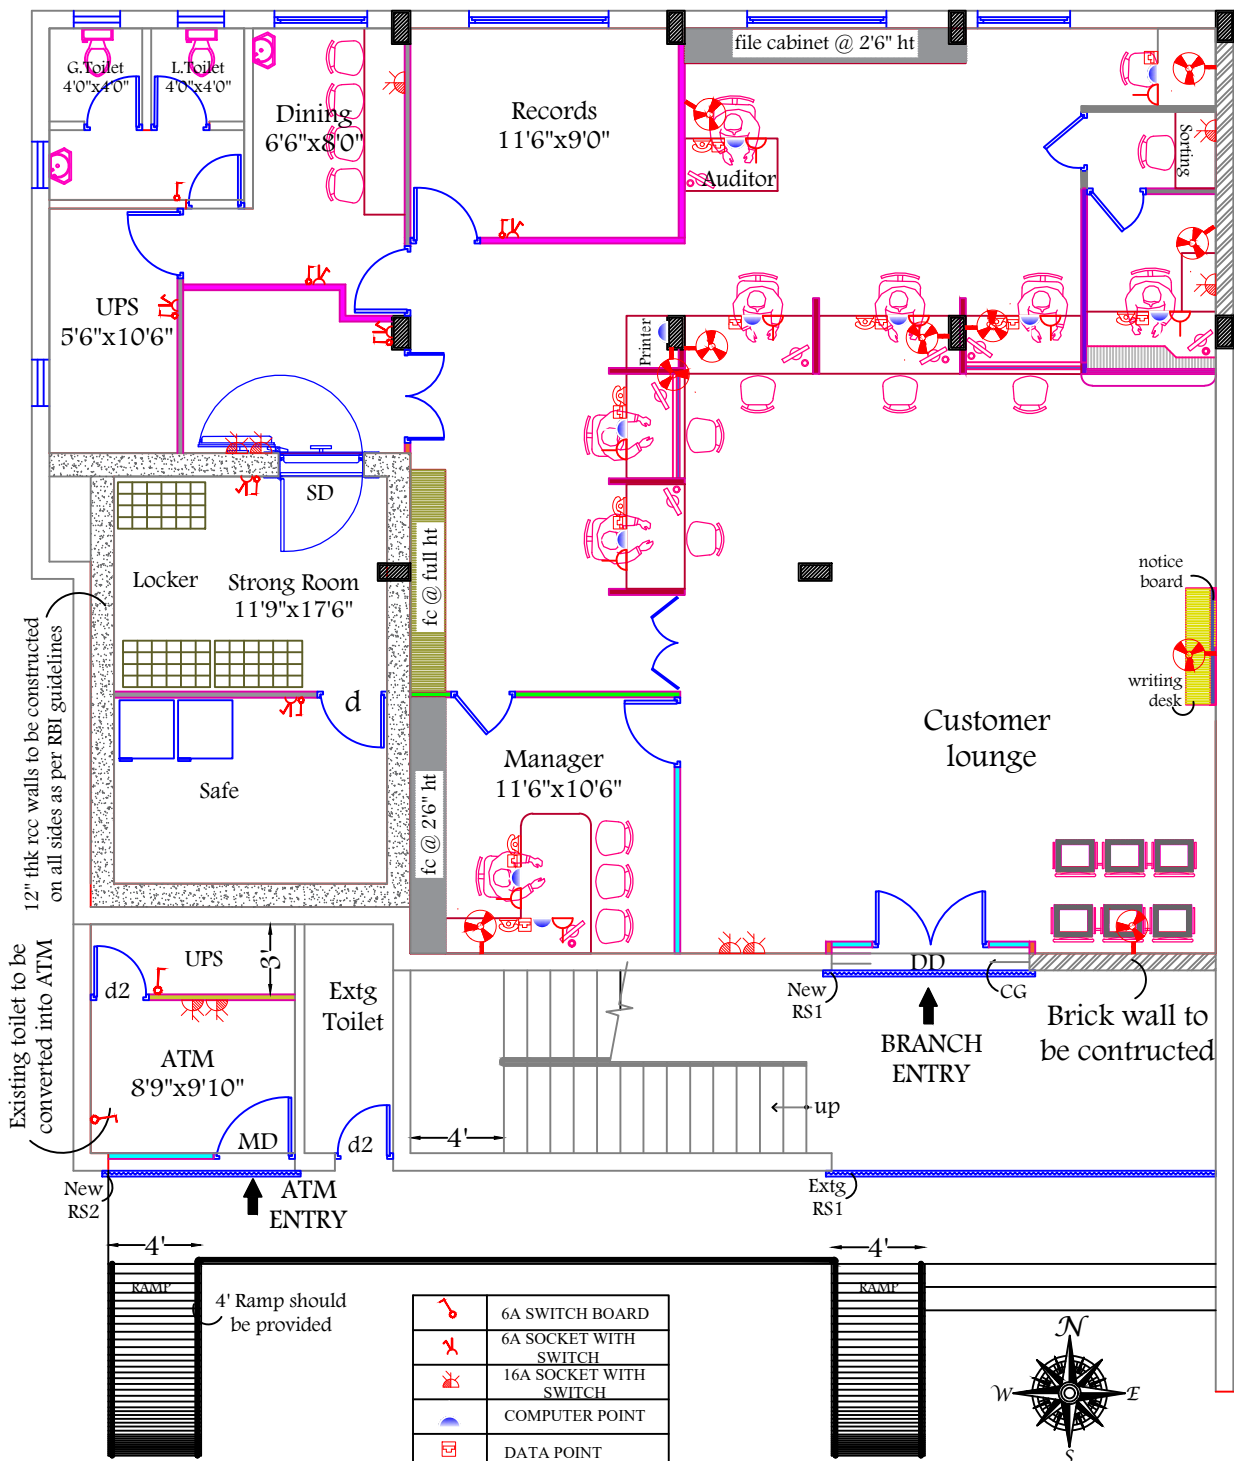 file cabinet @ 2'6" ht
G.Toilet
4'0"x4'0"
L.Toilet
4'0"x4'0"
Dining
6'6"x8'0"
Records
11'6"x9'0"
Auditor
Sorting
UPS
5'6"x10'6"
Printer
SD
Locker
Strong Room
11'9"x17'6"
fc @ full ht
notice
board
writing
desk
12" thk rcc walls to be constructed
on all sides as per RBI guidelines
d
Safe
Manager
11'6"x10'6"
fc @ 2'6" ht
Customer
lounge
UPS
3'
d2
Extg
Toilet
ATM
8'9"x9'10"
MD
d2
Existing toilet to be
converted into ATM
DD
New
RS1
CG
BRANCH
ENTRY
Brick wall to
be contructed
up
4'
New
RS2
ATM
ENTRY
Extg
RS1
4'
4'
RAMP
RAMP
4' Ramp should
be provided
6A SWITCH BOARD
6A SOCKET WITH
SWITCH
16A SOCKET WITH
SWITCH
COMPUTER POINT
DATA POINT
N
W
E
S